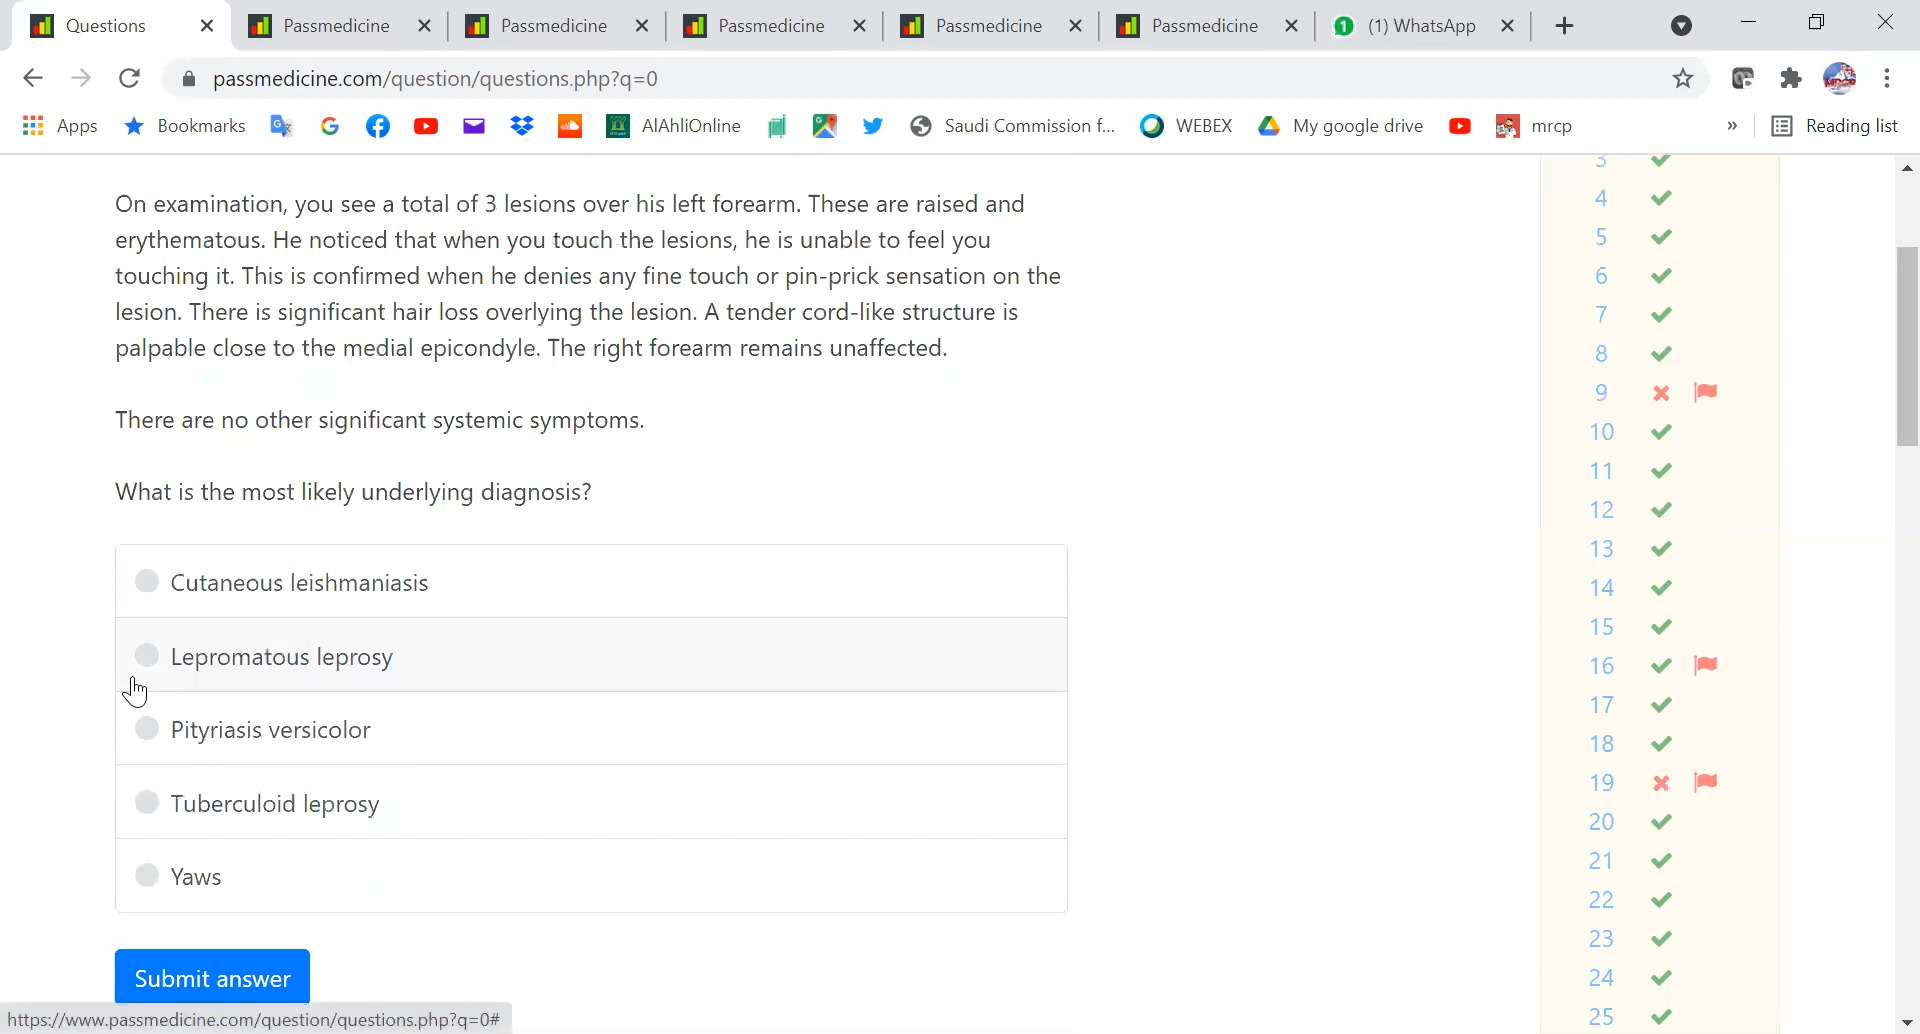 Questions
Passmedicine
Passmedicine
Passmedicine
Passmedicine
Passmedicine
1 (1) WhatsApp
passmedicine.com/question/questions.php?q=0
Apps
Bookmarks
AlAhliOnline
Saudi Commission f...
WEBEX
My google drive
mrcp
»
Reading list
On examination, you see a total of 3 lesions over his left forearm. These are raised and
erythematous. He noticed that when you touch the lesions, he is unable to feel you
touching it. This is confirmed when he denies any fine touch or pin-prick sensation on the
lesion. There is significant hair loss overlying the lesion. A tender cord-like structure is
palpable close to the medial epicondyle. The right forearm remains unaffected.
There are no other significant systemic symptoms.
What is the most likely underlying diagnosis?
Cutaneous leishmaniasis
Lepromatous leprosy
Pityriasis versicolor
Tuberculoid leprosy
Yaws
Submit answer
https://www.passmedicine.com/question/questions.php?q=0#
3
4
5
6
7
8
9
10
11
12
13
14
15
16
17
18
19
20
21
22
23
24
25